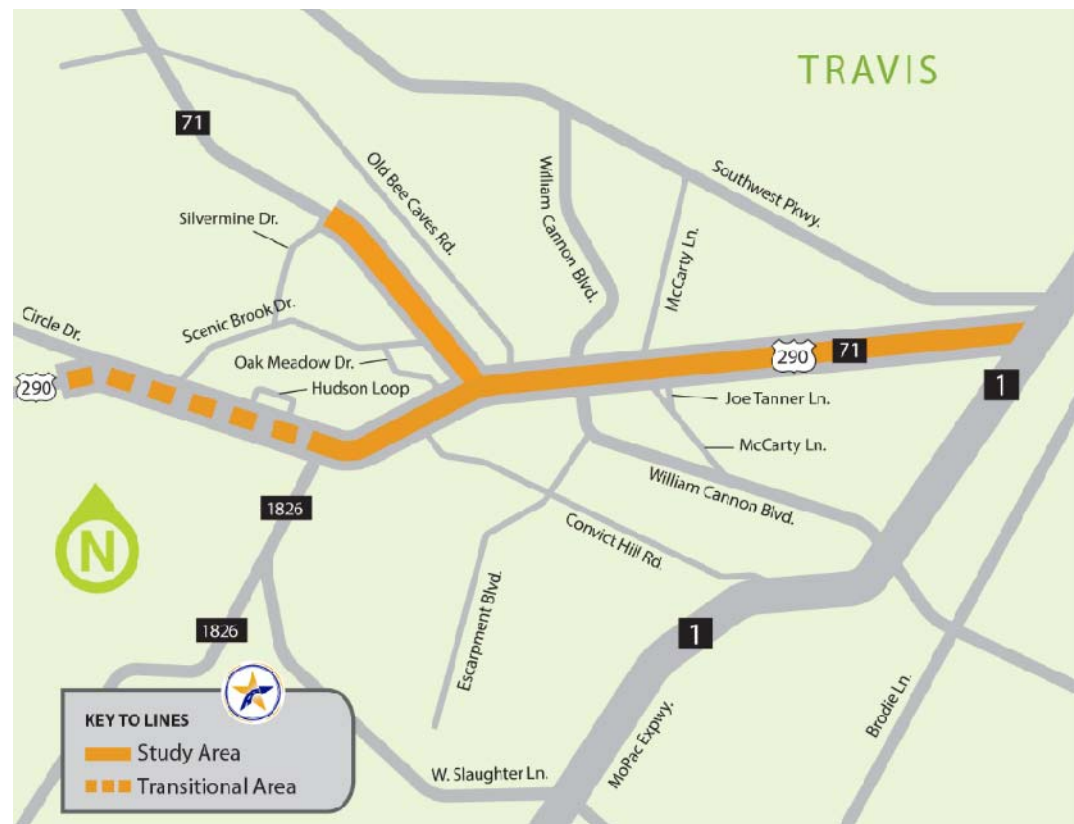 TRAVIS
71
Old Bee Caves Rd.
William Cannon Blvd.
Southwest Pkwy.
Silvermine Dr.
McCarty Ln.
Scenic Brook Dr.
Circle Dr.
Oak Meadow Dr.
290
71
290
Hudson Loop
1
Joe Tanner Ln.
McCarty Ln.
William Cannon Blvd.
1826
N
Convict Hill Rd.
Escarpment Blvd.
1826
1
Brodie Ln.
MoPac Expwy.
W. Slaughter Ln.
KEY TO LINES
Study Area
Transitional Area